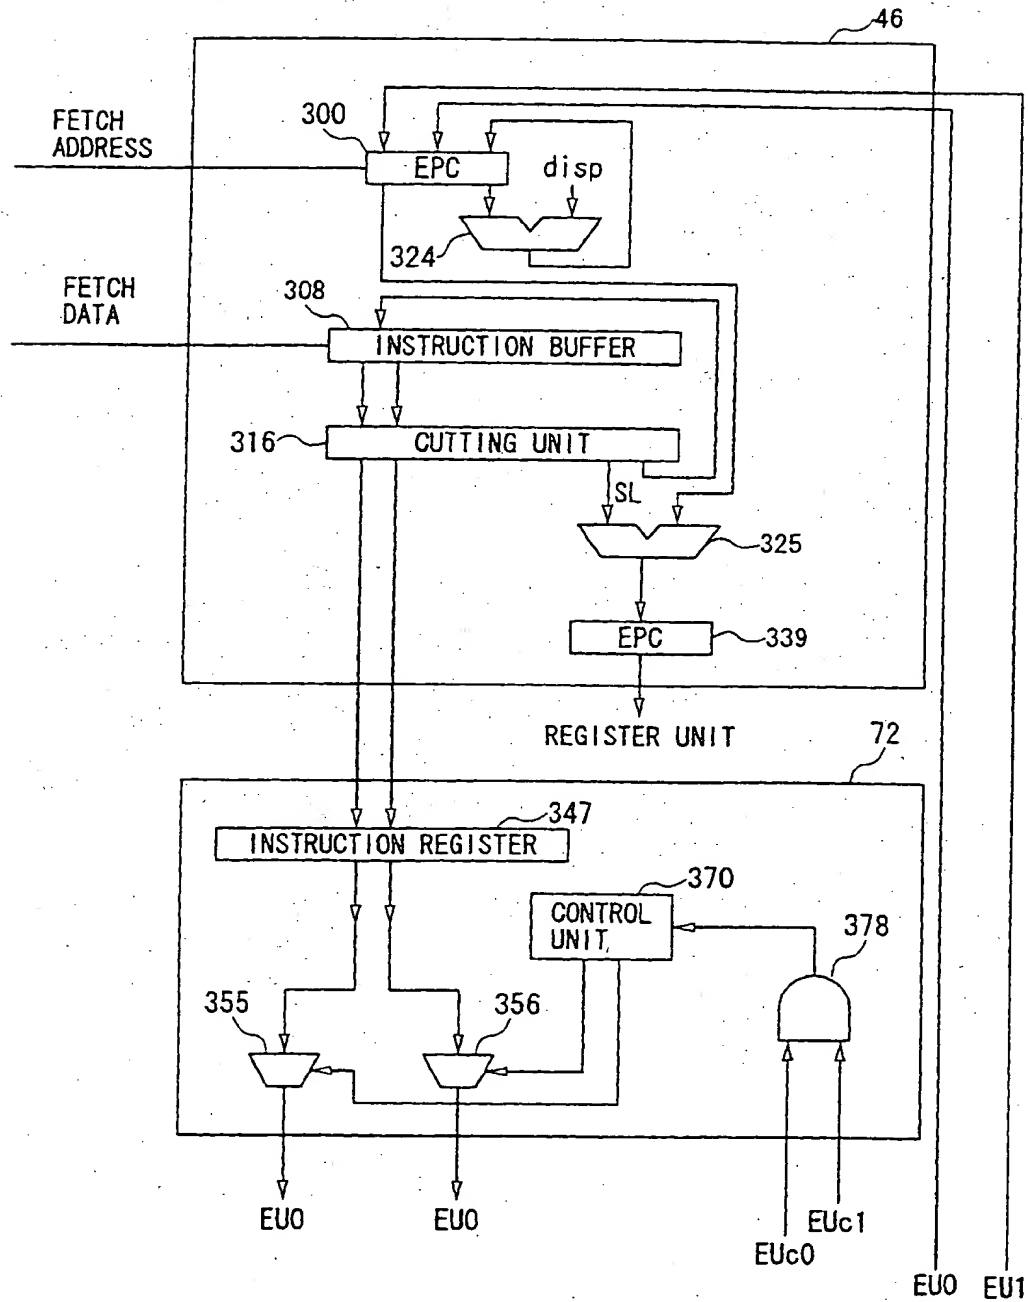 46
300
FETCH
ADDRESS
EPC
disp
324
FETCH
DATA
308
INSTRUCTION BUFFER
316
CUTTING UNIT
SL
325
EPC
339
REGISTER UNIT
72
347
INSTRUCTION REGISTER
370
CONTROL
UNIT
378
355
356
EU0
EU0
EUc1
EUc0
EU0
EU1